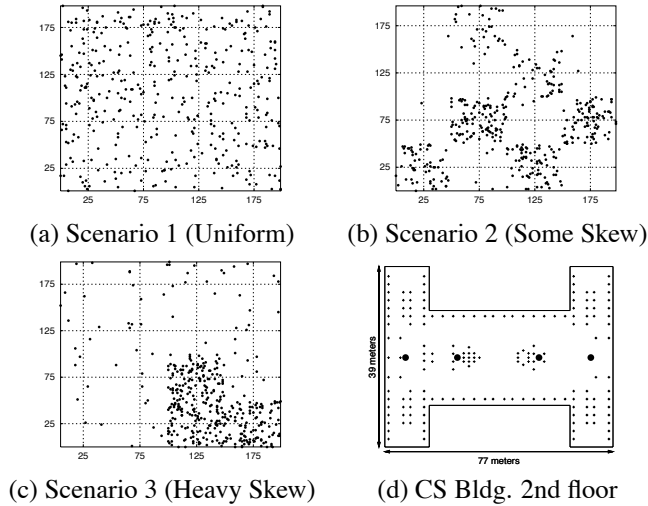 175
125
75
25
25 75 125 175
(a) Scenario 1 (Uniform)
175
125
75
25
25 75 125 175
(b) Scenario 2 (Some Skew)
175
125
75
25
25 75 125 175
(c) Scenario 3 (Heavy Skew)
39 meters
77 meters
(d) CS Bldg. 2nd floor